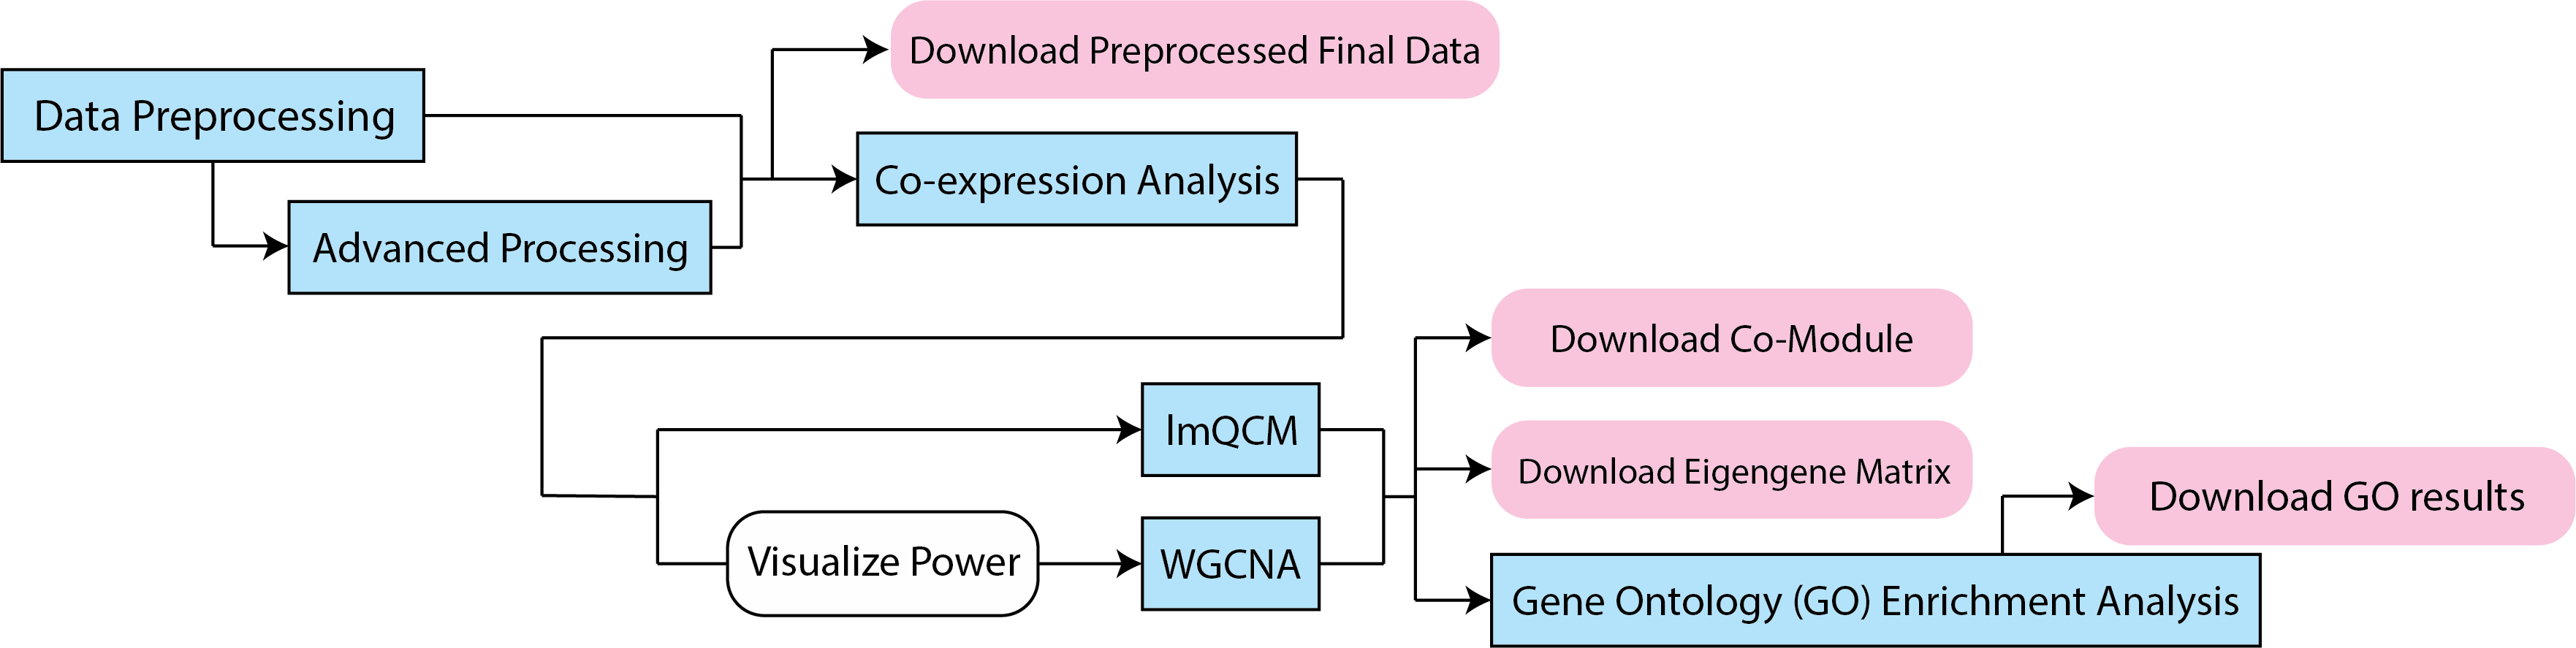 Download Preprocessed Final Data
Data Preprocessing
Co-expression Analysis
Advanced Processing
Download Co-Module
lmQCM
Download Eigengene Matrix
Download GO results
Visualize Power
WGCNA
Gene Ontology (GO) Enrichment Analysis